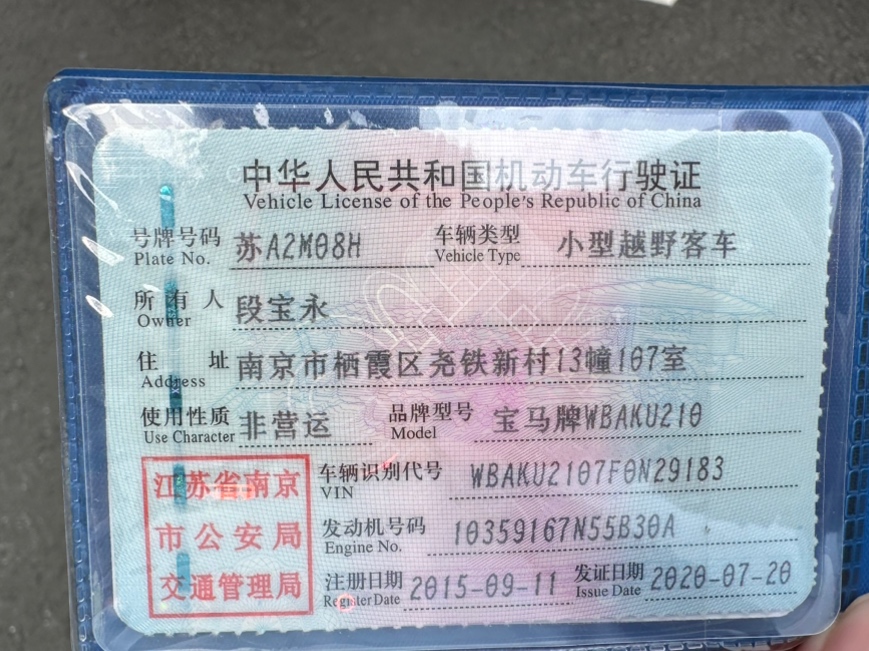 中华人民共和国机动车行驶证
Vehicle License of the People's Republic of China
号牌号码 苏A2M08H 车辆类型 小型越野客车
Plate No. Vehicle Type
所有人 段宝永
Owner
住址 南京市栖霞区尧铁新村13幢107室
Address
使用性质 非营运 品牌型号 宝马牌WBAKU210
Use Character Model
江苏省南京 车辆识别代号 WBAKU2107F0N29183
VIN
市公安局 发动机号码 10359167N55B30A
Engine No.
交通管理局 注册日期 2015-09-11 发证日期 2020-07-20
Register Date Issue Date